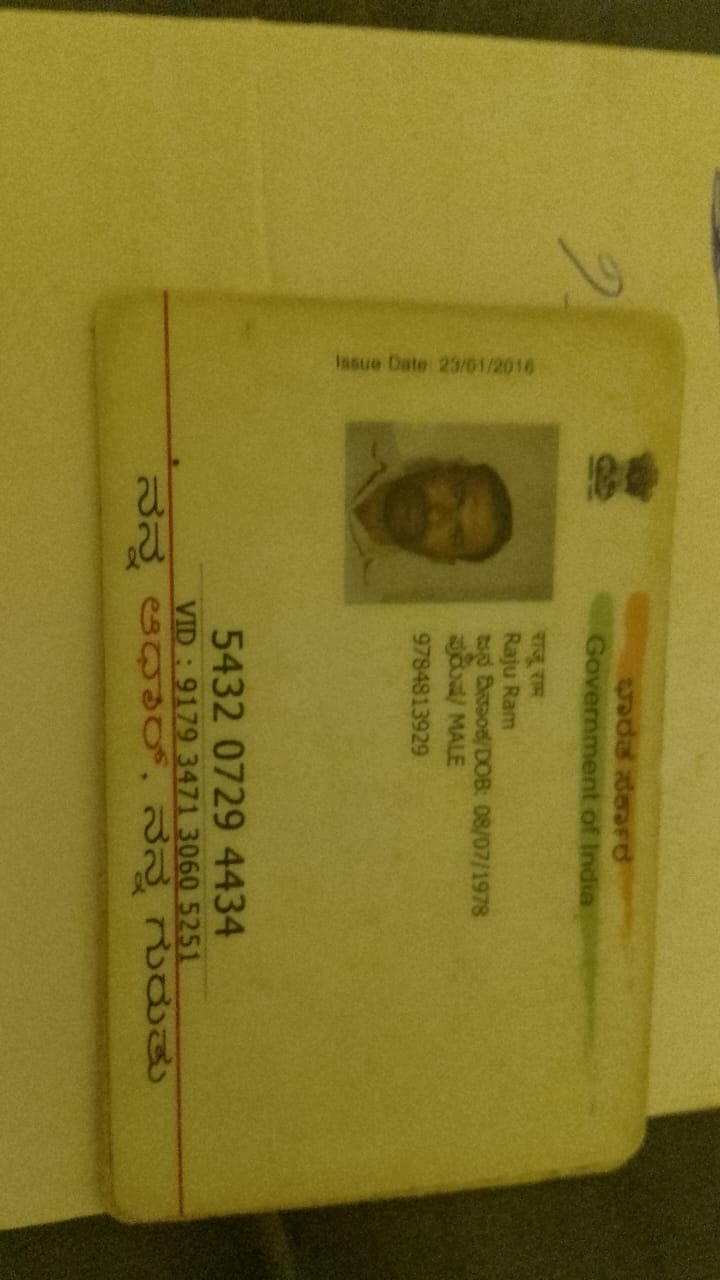 ಭಾರತ ಸರ್ಕಾರ
Government of India
Issue Date: 23/01/2016
राजू राम
Raju Ram
ಜನ್ಮ ದಿನಾಂಕ/DOB: 08/07/1978
ಪುರುಷ/ MALE
9784813929
5432 0729 4434
VID : 9179 3471 3060 5251
ನನ್ನ ಆಧಾರ್, ನನ್ನ ಗುರುತು